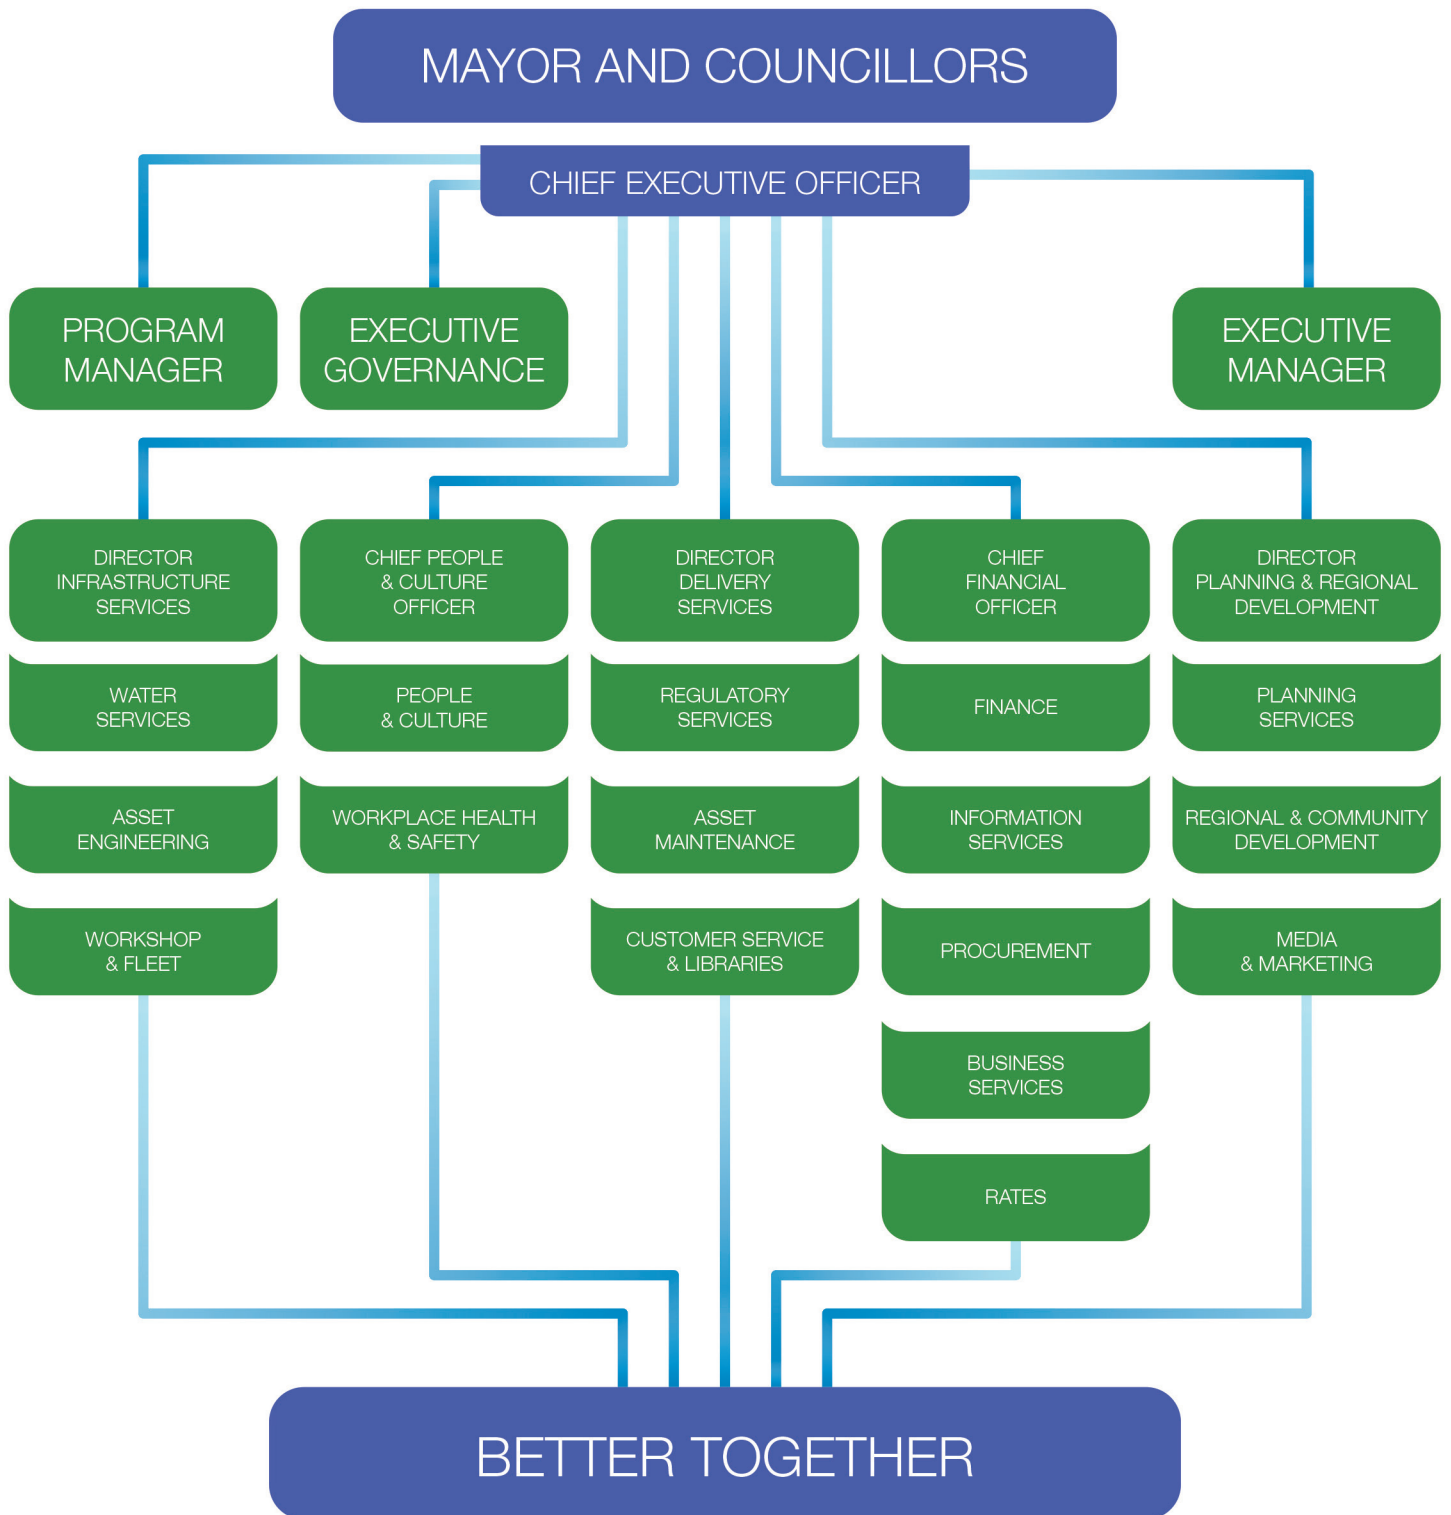 MAYOR AND COUNCILLORS
CHIEF EXECUTIVE OFFICER
PROGRAM
MANAGER
EXECUTIVE
GOVERNANCE
EXECUTIVE
MANAGER
DIRECTOR
INFRASTRUCTURE
SERVICES
WATER
SERVICES
ASSET
ENGINEERING
WORKSHOP
& FLEET
CHIEF PEOPLE
& CULTURE
OFFICER
PEOPLE
& CULTURE
WORKPLACE HEALTH
& SAFETY
DIRECTOR
DELIVERY
SERVICES
REGULATORY
SERVICES
ASSET
MAINTENANCE
CUSTOMER SERVICE
& LIBRARIES
CHIEF
FINANCIAL
OFFICER
FINANCE
INFORMATION
SERVICES
PROCUREMENT
BUSINESS
SERVICES
RATES
DIRECTOR
PLANNING & REGIONAL
DEVELOPMENT
PLANNING
SERVICES
REGIONAL & COMMUNITY
DEVELOPMENT
MEDIA
& MARKETING
BETTER TOGETHER